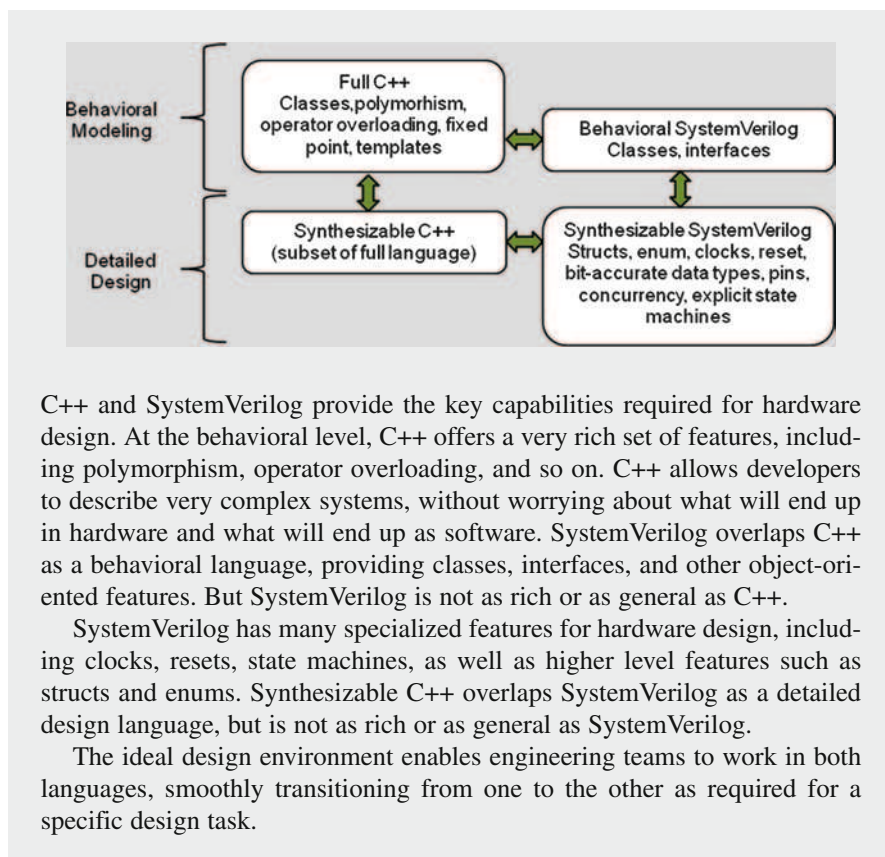 Behavioral
Modeling
Full C++
Classes,polymorhism,
operator overloading, fixed
point, templates
Behavioral SystemVerilog
Classes, interfaces
Detailed
Design
Synthesizable C++
(subset of full language)
Synthesizable SystemVerilog
Structs, enum, clocks, reset,
bit-accurate data types, pins,
concurrency, explicit state
machines
C++ and SystemVerilog provide the key capabilities required for hardware
design. At the behavioral level, C++ offers a very rich set of features, includ-
ing polymorphism, operator overloading, and so on. C++ allows developers
to describe very complex systems, without worrying about what will end up
in hardware and what will end up as software. SystemVerilog overlaps C++
as a behavioral language, providing classes, interfaces, and other object-ori-
ented features. But SystemVerilog is not as rich or as general as C++.
SystemVerilog has many specialized features for hardware design, includ-
ing clocks, resets, state machines, as well as higher level features such as
structs and enums. Synthesizable C++ overlaps SystemVerilog as a detailed
design language, but is not as rich or as general as SystemVerilog.
The ideal design environment enables engineering teams to work in both
languages, smoothly transitioning from one to the other as required for a
specific design task.